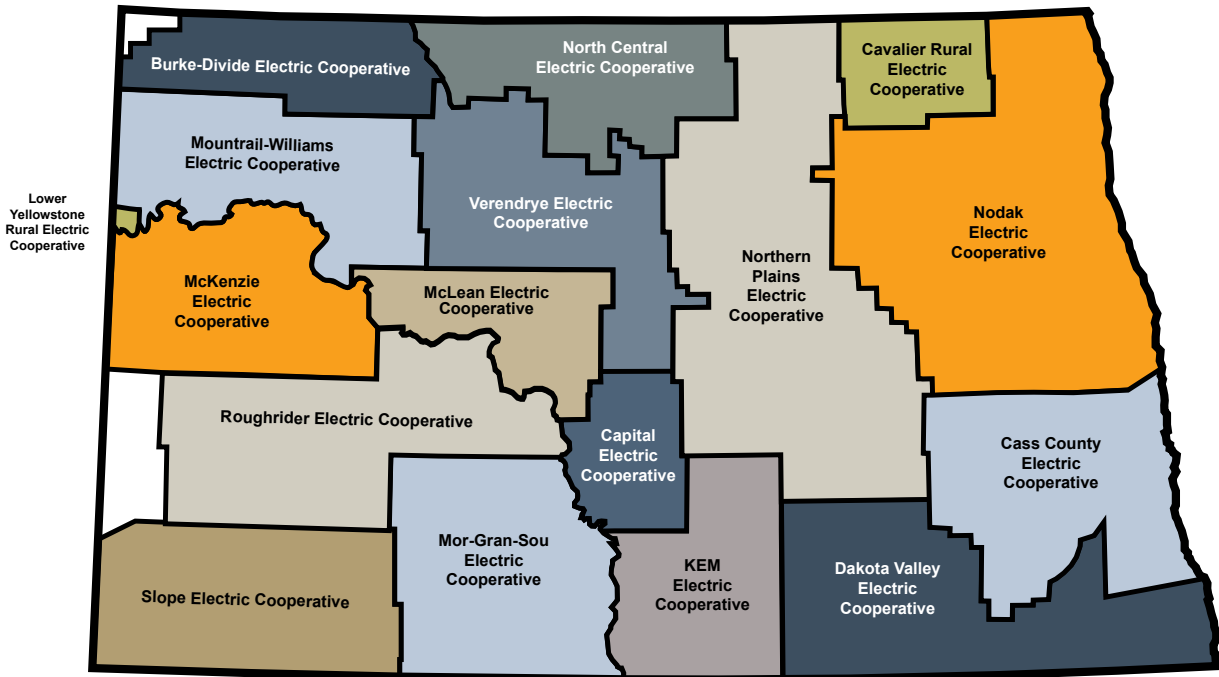 North Central
Electric Cooperative
Cavalier Rural
Electric
Cooperative
Burke-Divide Electric Cooperative
Mountrail-Williams
Electric Cooperative
Lower
Yellowstone
Rural Electric
Cooperative
Verendrye Electric
Cooperative
Nodak
Electric
Cooperative
Northern
Plains
Electric
Cooperative
McKenzie
Electric
Cooperative
McLean Electric
Cooperative
Roughrider Electric Cooperative
Capital
Electric
Cooperative
Cass County
Electric
Cooperative
Mor-Gran-Sou
Electric
Cooperative
KEM
Electric
Cooperative
Dakota Valley
Electric
Cooperative
Slope Electric Cooperative